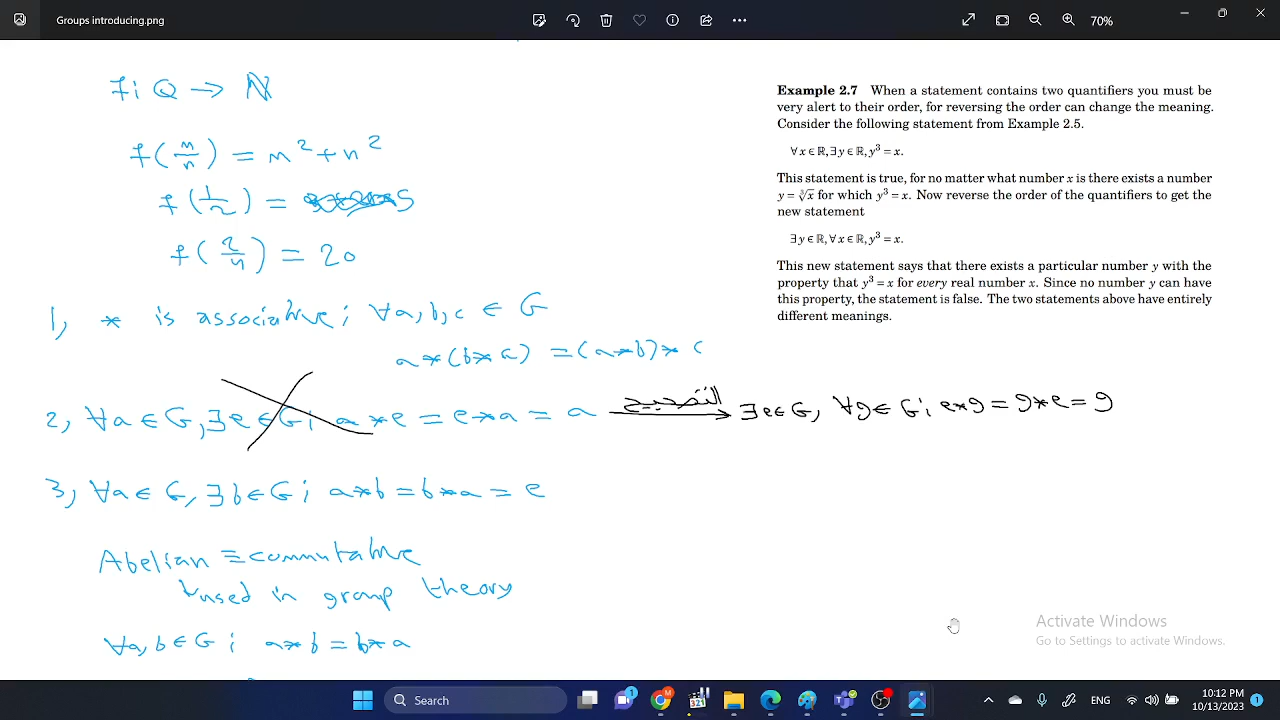 Groups introducing.png
70%
f: Q → ℕ
f(m/n) = m² + n²
f(1/2) = 5
f(2/4) = 20
1, * is associative; ∀a,b,c ∈ G
a*(b*c) = (a*b)*c
2, ∀a ∈ G, ∃e ∈ G; a*e = e*a = a التصحيح ∃e∈G, ∀g∈G; e*g = g*e = g
3, ∀a ∈ G, ∃b ∈ G; a*b = b*a = e
Abelian ≡ commutative
used in group theory
∀a,b ∈ G; a*b = b*a
Example 2.7 When a statement contains two quantifiers you must be
very alert to their order, for reversing the order can change the meaning.
Consider the following statement from Example 2.5.
∀x∈ℝ,∃y∈ℝ,y³ = x.
This statement is true, for no matter what number x is there exists a number
y = ∛x for which y³ = x. Now reverse the order of the quantifiers to get the
new statement
∃y∈ℝ,∀x∈ℝ,y³ = x.
This new statement says that there exists a particular number y with the
property that y³ = x for every real number x. Since no number y can have
this property, the statement is false. The two statements above have entirely
different meanings.
Activate Windows
Go to Settings to activate Windows.
Search
ENG
10:12 PM
10/13/2023